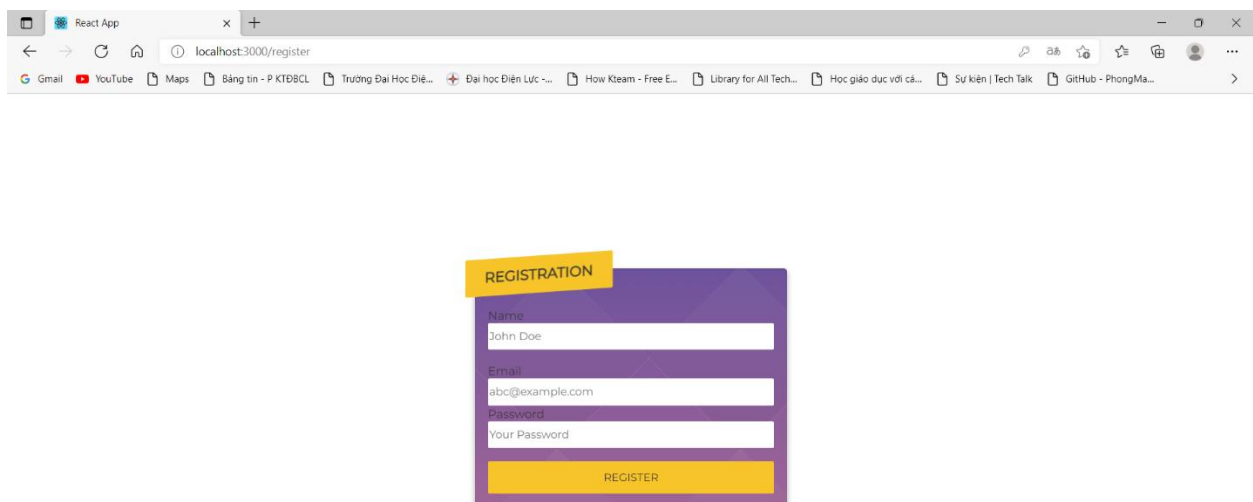 React App
localhost:3000/register
Gmail YouTube Maps Bảng tin - P KTĐBCL Trường Đại Học Điệ... Đại học Điện Lực -... How Kteam - Free E... Library for All Tech... Học giáo dục với cá... Sự kiện | Tech Talk GitHub - PhongMa...
REGISTRATION
Name
John Doe
Email
abc@example.com
Password
Your Password
REGISTER